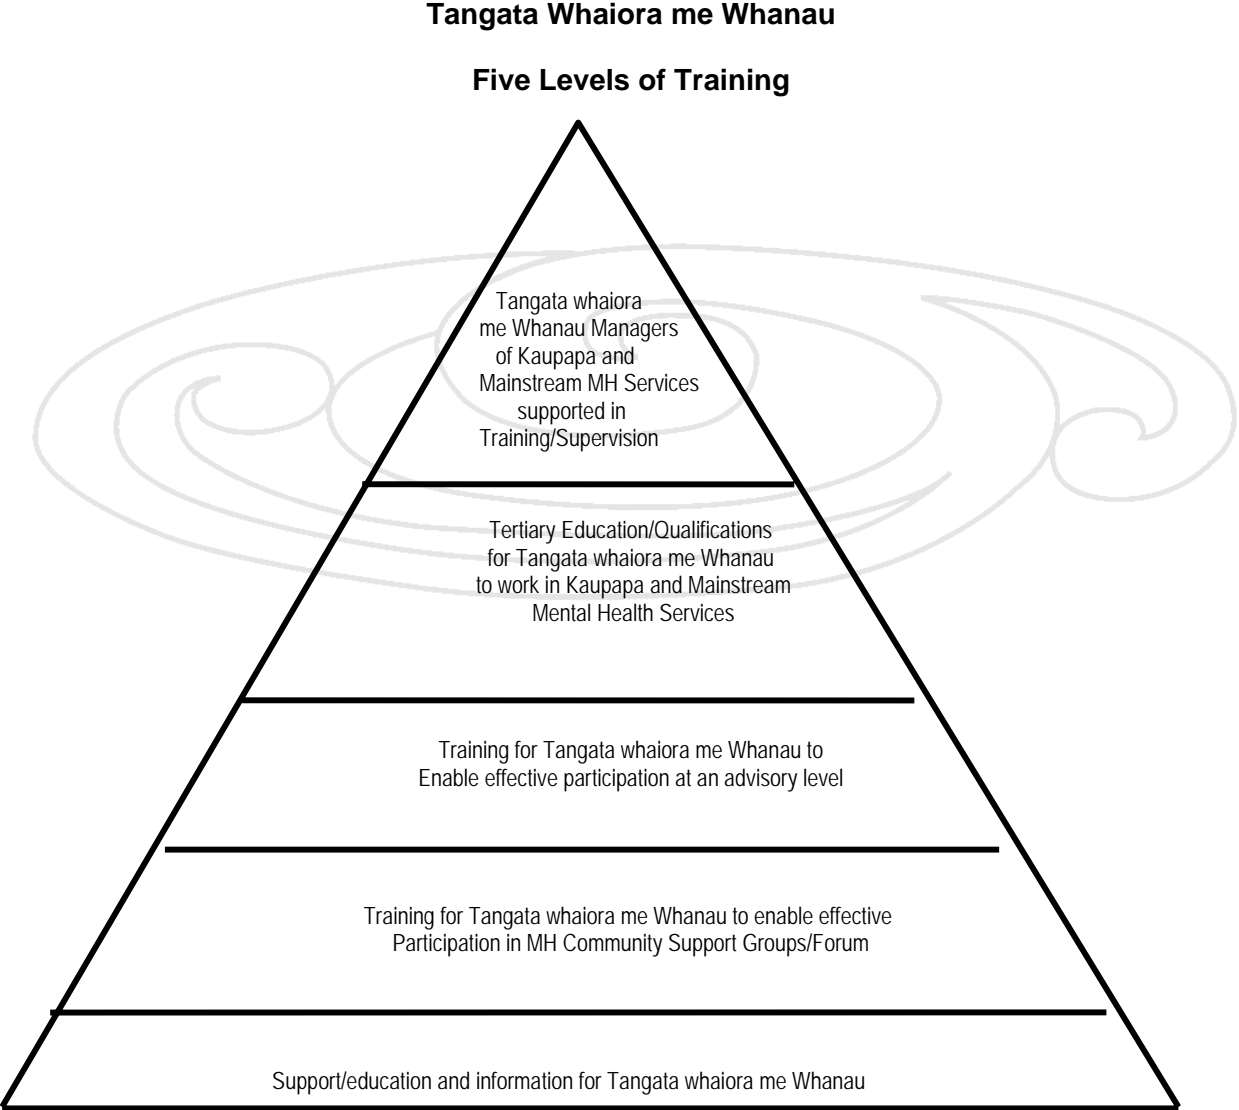 Tangata Whaiora me Whanau
Five Levels of Training
Tangata whaiora
me Whanau Managers
of Kaupapa and
Mainstream MH Services
supported in
Training/Supervision
Tertiary Education/Qualifications
for Tangata whaiora me Whanau
to work in Kaupapa and Mainstream
Mental Health Services
Training for Tangata whaiora me Whanau to
Enable effective participation at an advisory level
Training for Tangata whaiora me Whanau to enable effective
Participation in MH Community Support Groups/Forum
Support/education and information for Tangata whaiora me Whanau